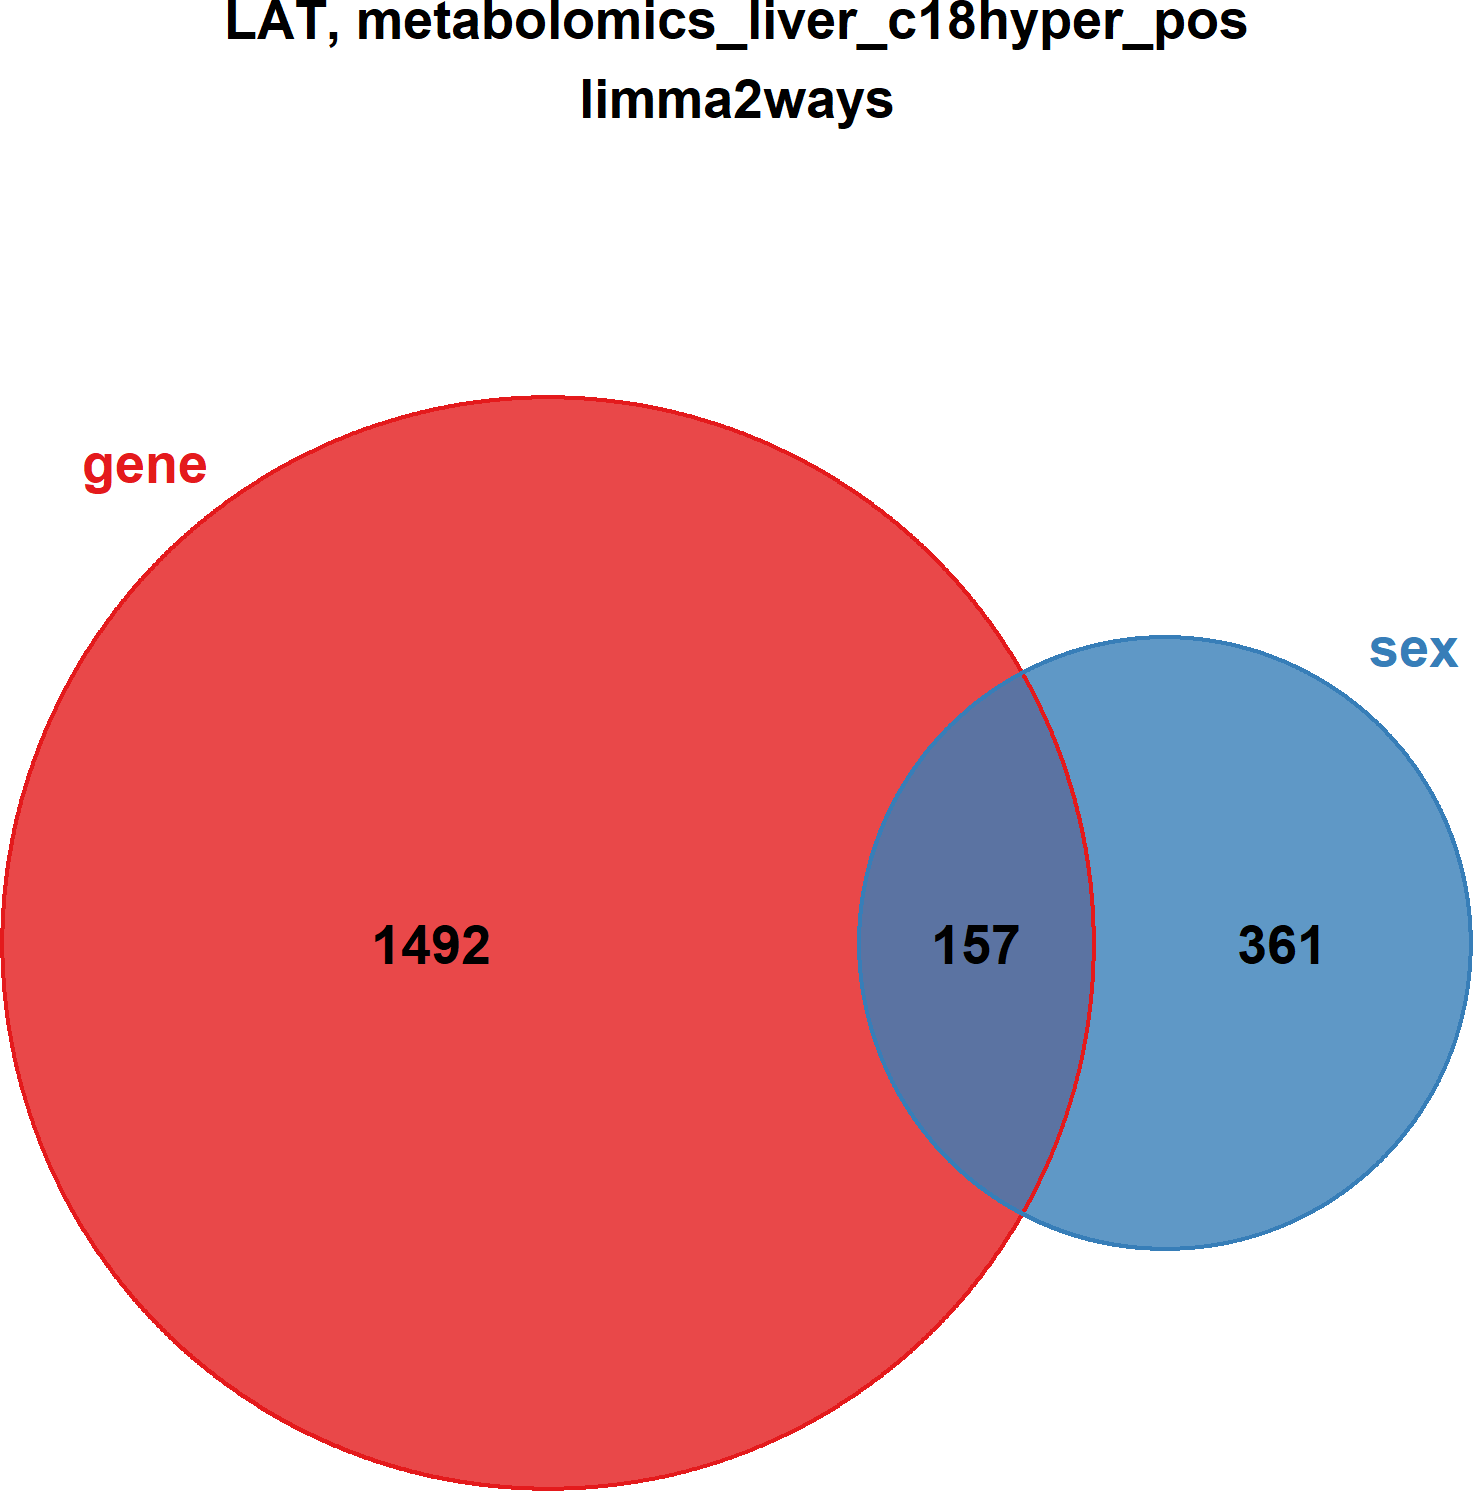 LAT, metabolomics_liver_c18hyper_pos
limma2ways
gene
sex
1492
157
361